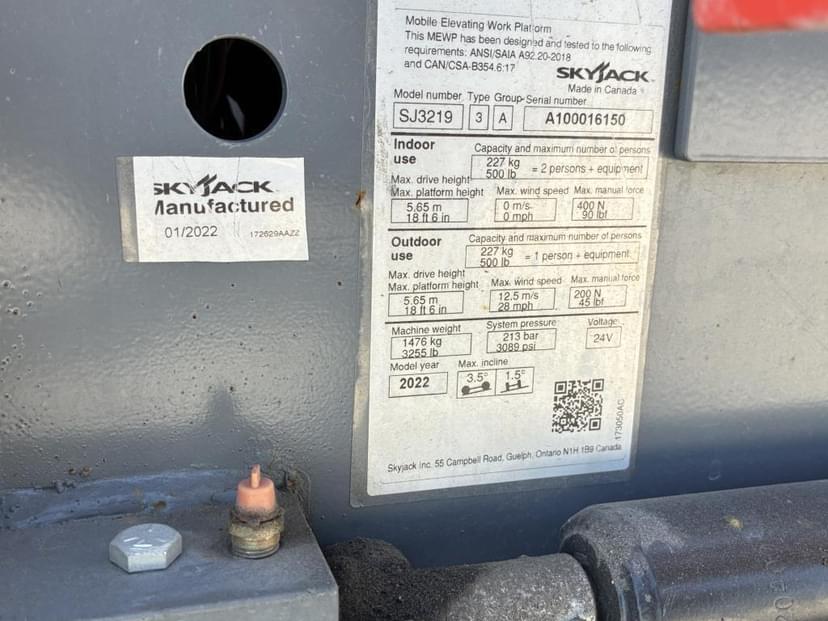 Mobile Elevating Work Platform
This MEWP has been designed and tested to the following
requirements: ANSI/SAIA A92.20-2018
and CAN/CSA-B354.6:17
SKYJACK
Made in Canada
Model number Type Group Serial number
SJ3219 3 A A100016150
Indoor use
Capacity and maximum number of persons
227 kg
500 lb
= 2 persons + equipment
Max. drive height
Max. platform height
Max. wind speed
Max. manual force
5.65 m
18 ft 6 in
0 m/s
0 mph
400 N
90 lbf
Outdoor use
Capacity and maximum number of persons
227 kg
500 lb
= 1 person + equipment
Max. drive height
Max. platform height
Max. wind speed
Max. manual force
5.65 m
18 ft 6 in
12.5 m/s
28 mph
200 N
45 lbf
Machine weight
System pressure
Voltage
1476 kg
3255 lb
213 bar
3089 psi
24V
Model year
Max. incline
2022
3.5°
1.5°
173050AC
Skyjack Inc. 55 Campbell Road, Guelph, Ontario N1H 1B9 Canada
SKYJACK
Manufactured
01/2022
172629AAZZ